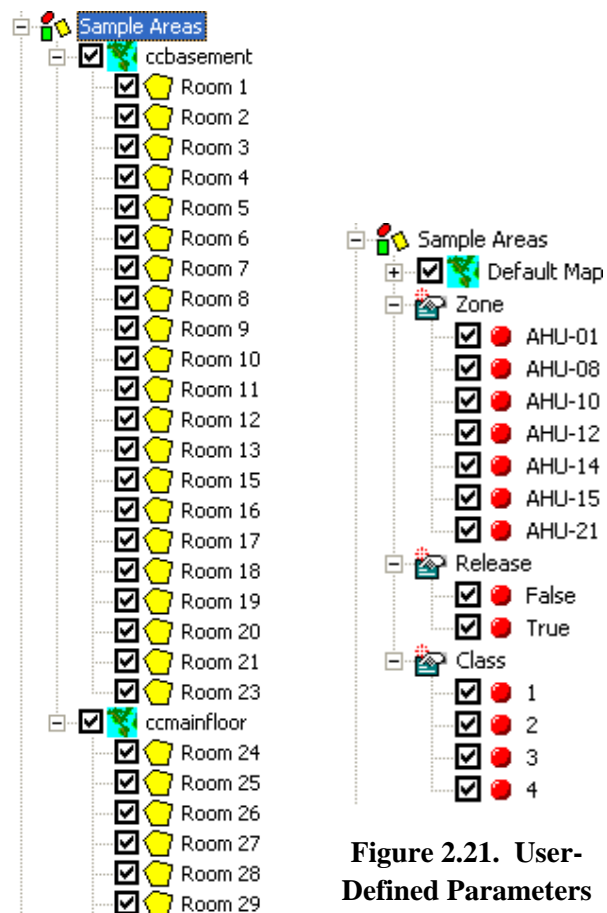 Sample Areas
ccbasement
Room 1
Room 2
Room 3
Room 4
Room 5
Room 6
Room 7
Room 8
Room 9
Room 10
Room 11
Room 12
Room 13
Room 15
Room 16
Room 17
Room 18
Room 19
Room 20
Room 21
Room 23
ccmainfloor
Room 24
Room 25
Room 26
Room 27
Room 28
Room 29
Sample Areas
Default Map
Zone
AHU-01
AHU-08
AHU-10
AHU-12
AHU-14
AHU-15
AHU-21
Release
False
True
Class
1
2
3
4
Figure 2.21. User-
Defined Parameters